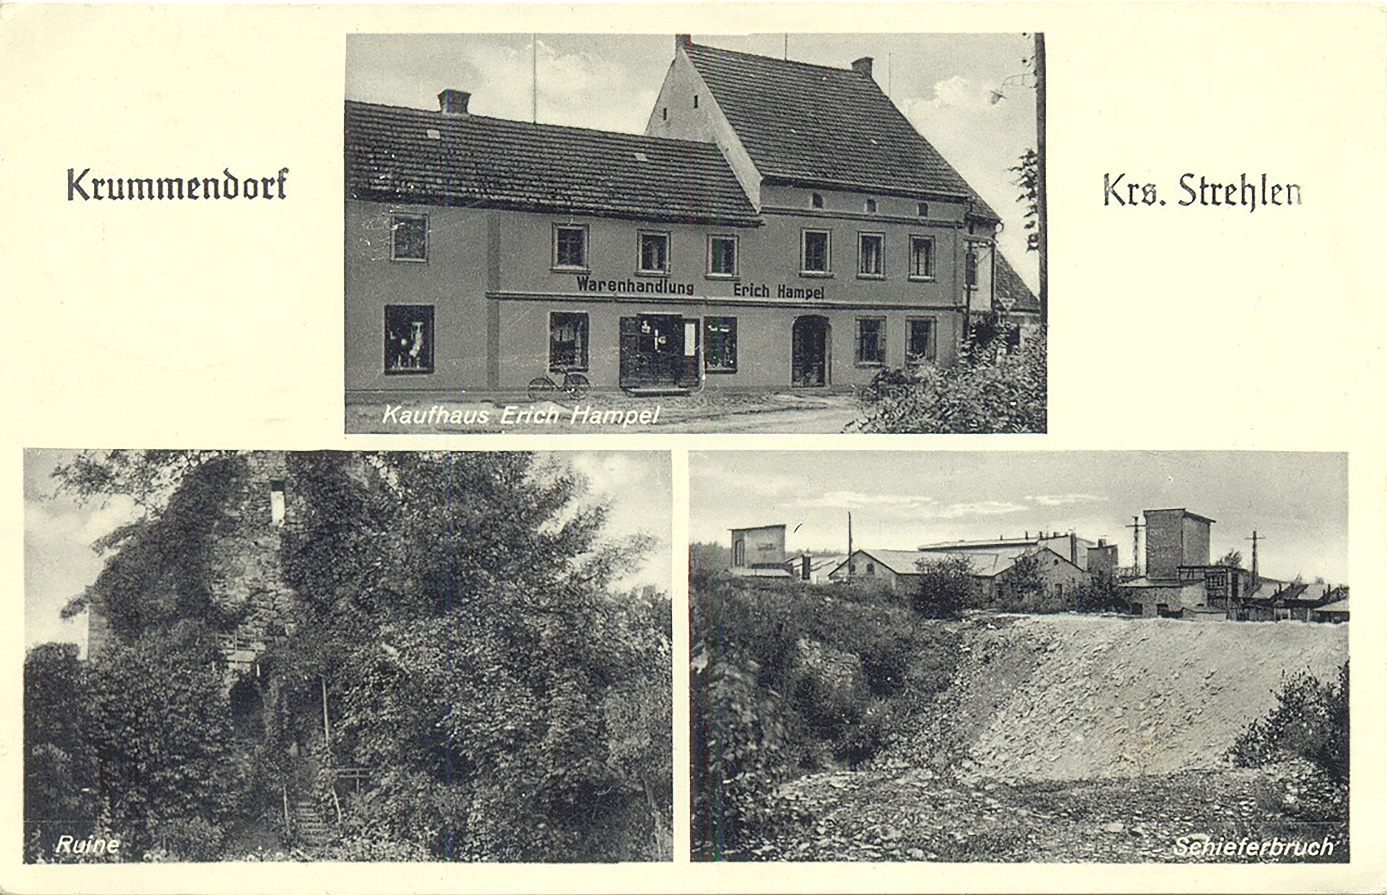 Krummendorf
Krs. Strehlen
Warenhandlung Erich Hampel
Kaufhaus Erich Hampel
Ruine
Schieferbruch